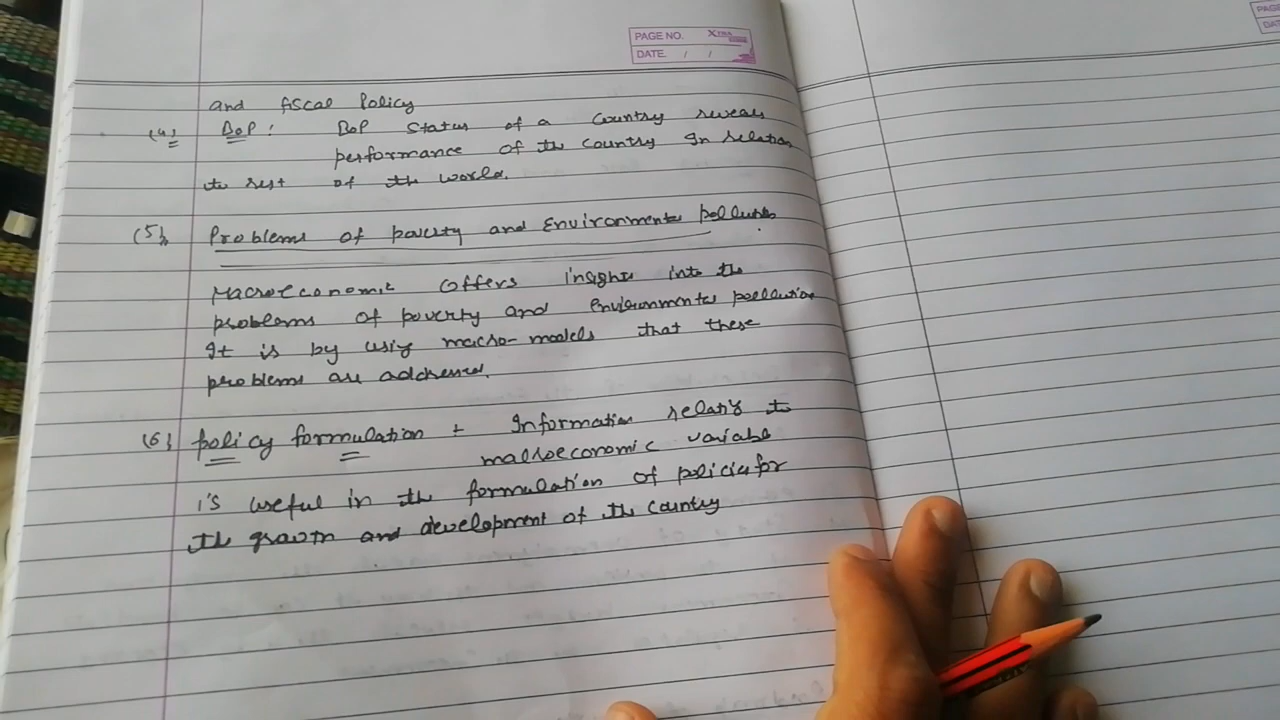 PAGE NO.
DATE / /
and fiscal Policy
(4) BoP : BoP Status of a Country reveals
performance of the Country In relation
to rest of the world.
(5) Problems of poverty and Environmental pollution
Macroeconomic Offers insights into the
problems of poverty and Environmental pollution
It is by using macro-models that these
problems are addressed.
(6) policy formulation : Information relating to
macroeconomic variable
is useful in the formulation of policies for
the growth and development of the Country